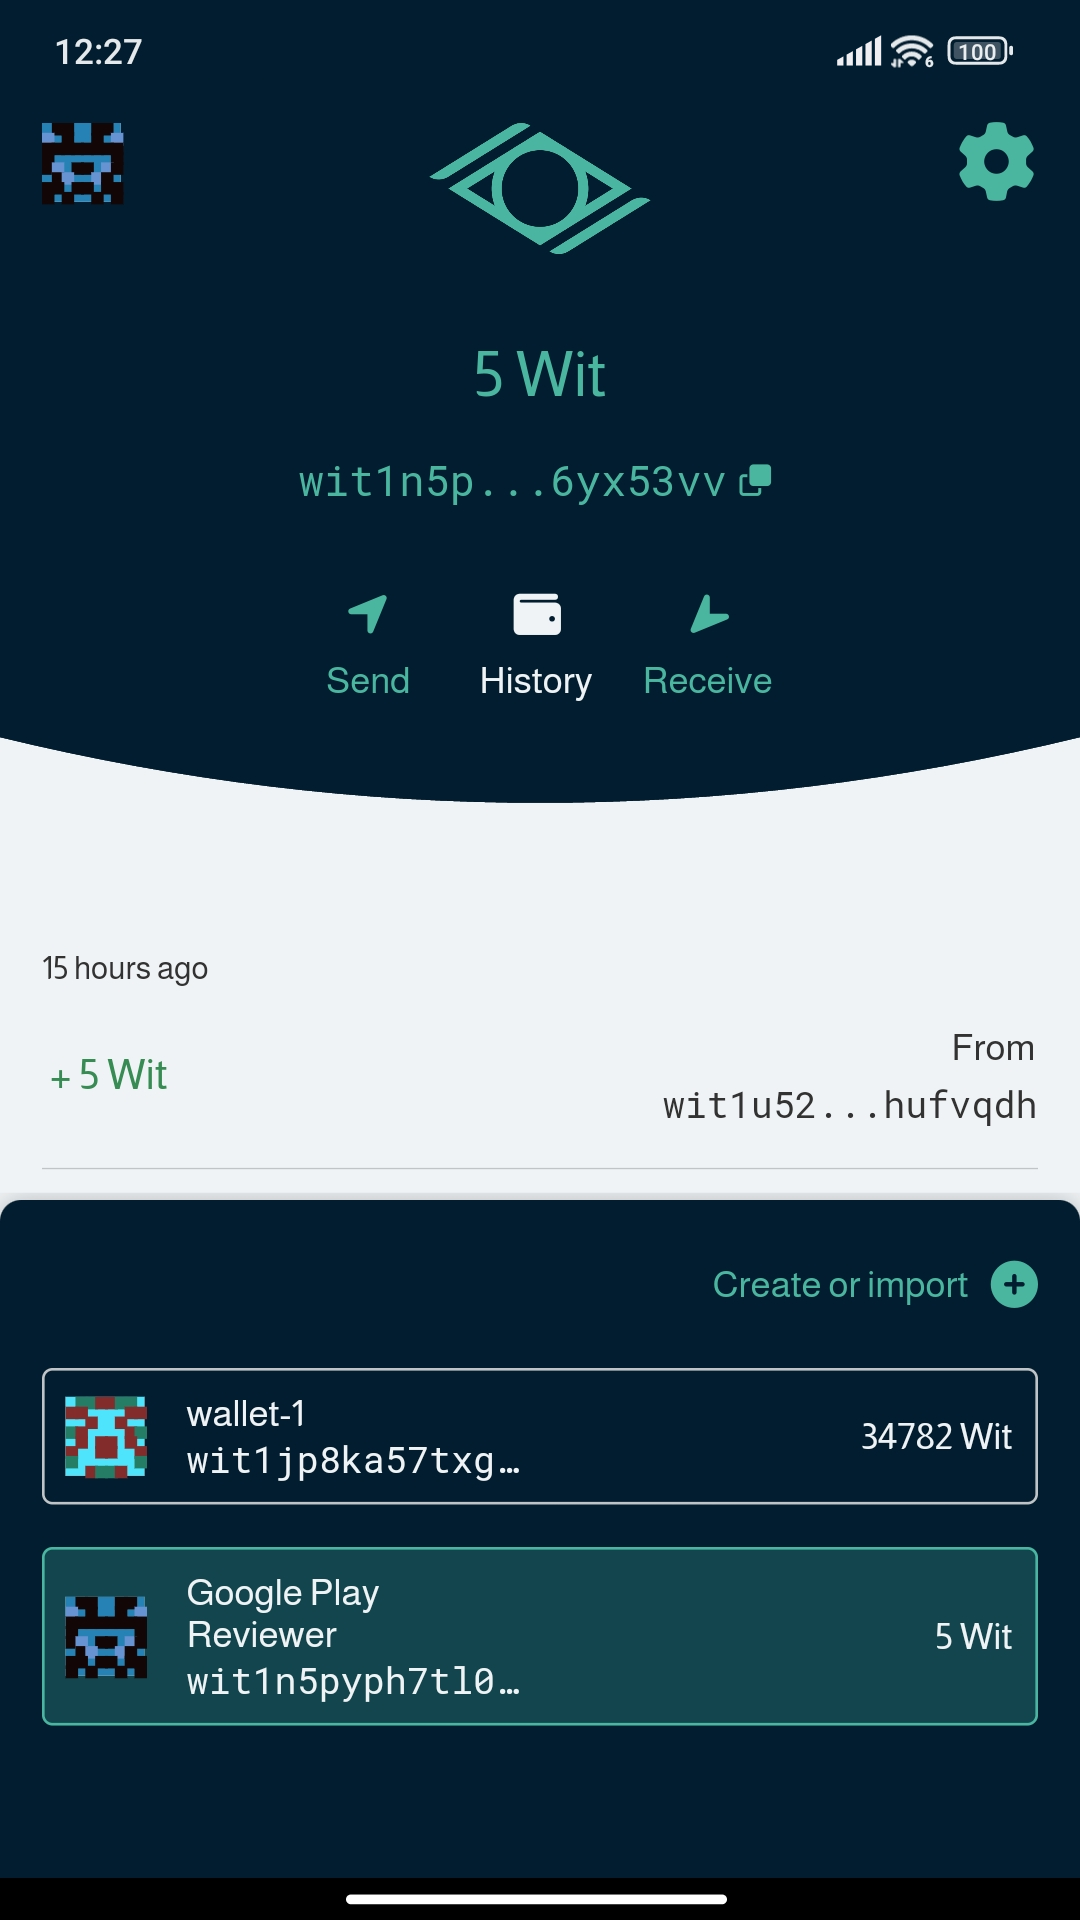 12:27
6
100
5 Wit
wit1n5p...6yx53vv
Send
History
Receive
15 hours ago
+ 5 Wit
From
wit1u52...hufvqdh
Create or import
wallet-1
wit1jp8ka57txg…
34782 Wit
Google Play
Reviewer
wit1n5pyph7tl0…
5 Wit